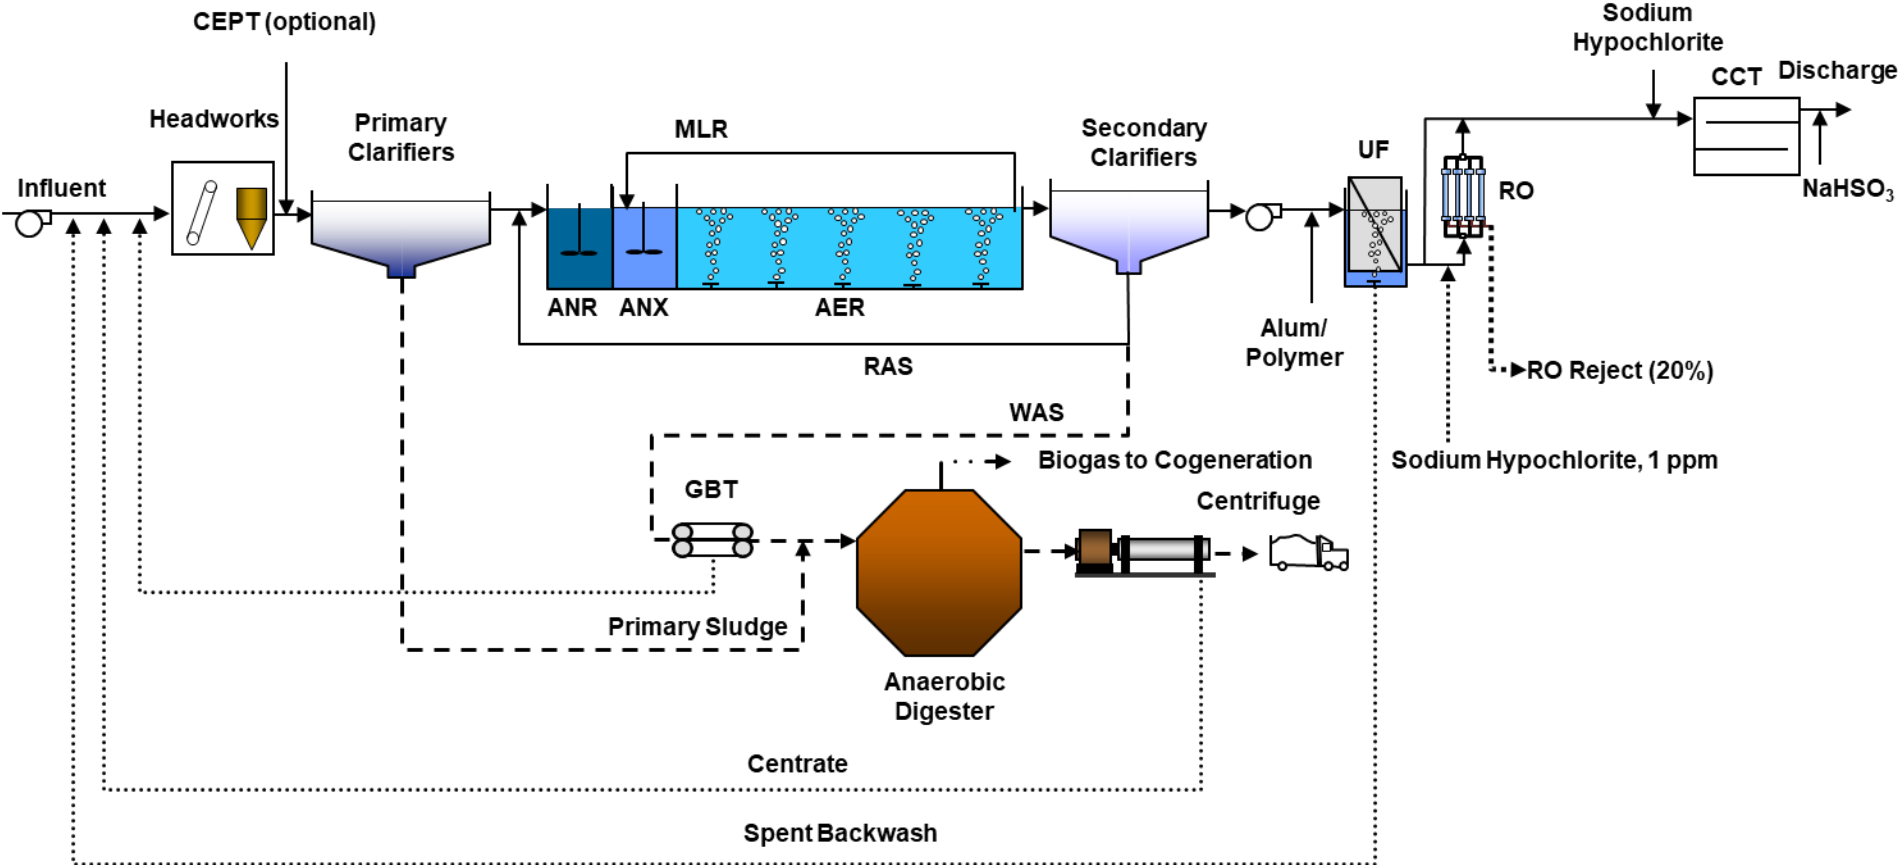 CEPT (optional)
Sodium
Hypochlorite
CCT
Discharge
Headworks
Primary
Clarifiers
MLR
Secondary
Clarifiers
UF
Influent
RO
NaHSO3
ANR
ANX
AER
Alum/
Polymer
RAS
RO Reject (20%)
WAS
Biogas to Cogeneration
Sodium Hypochlorite, 1 ppm
GBT
Centrifuge
Primary Sludge
Anaerobic
Digester
Centrate
Spent Backwash